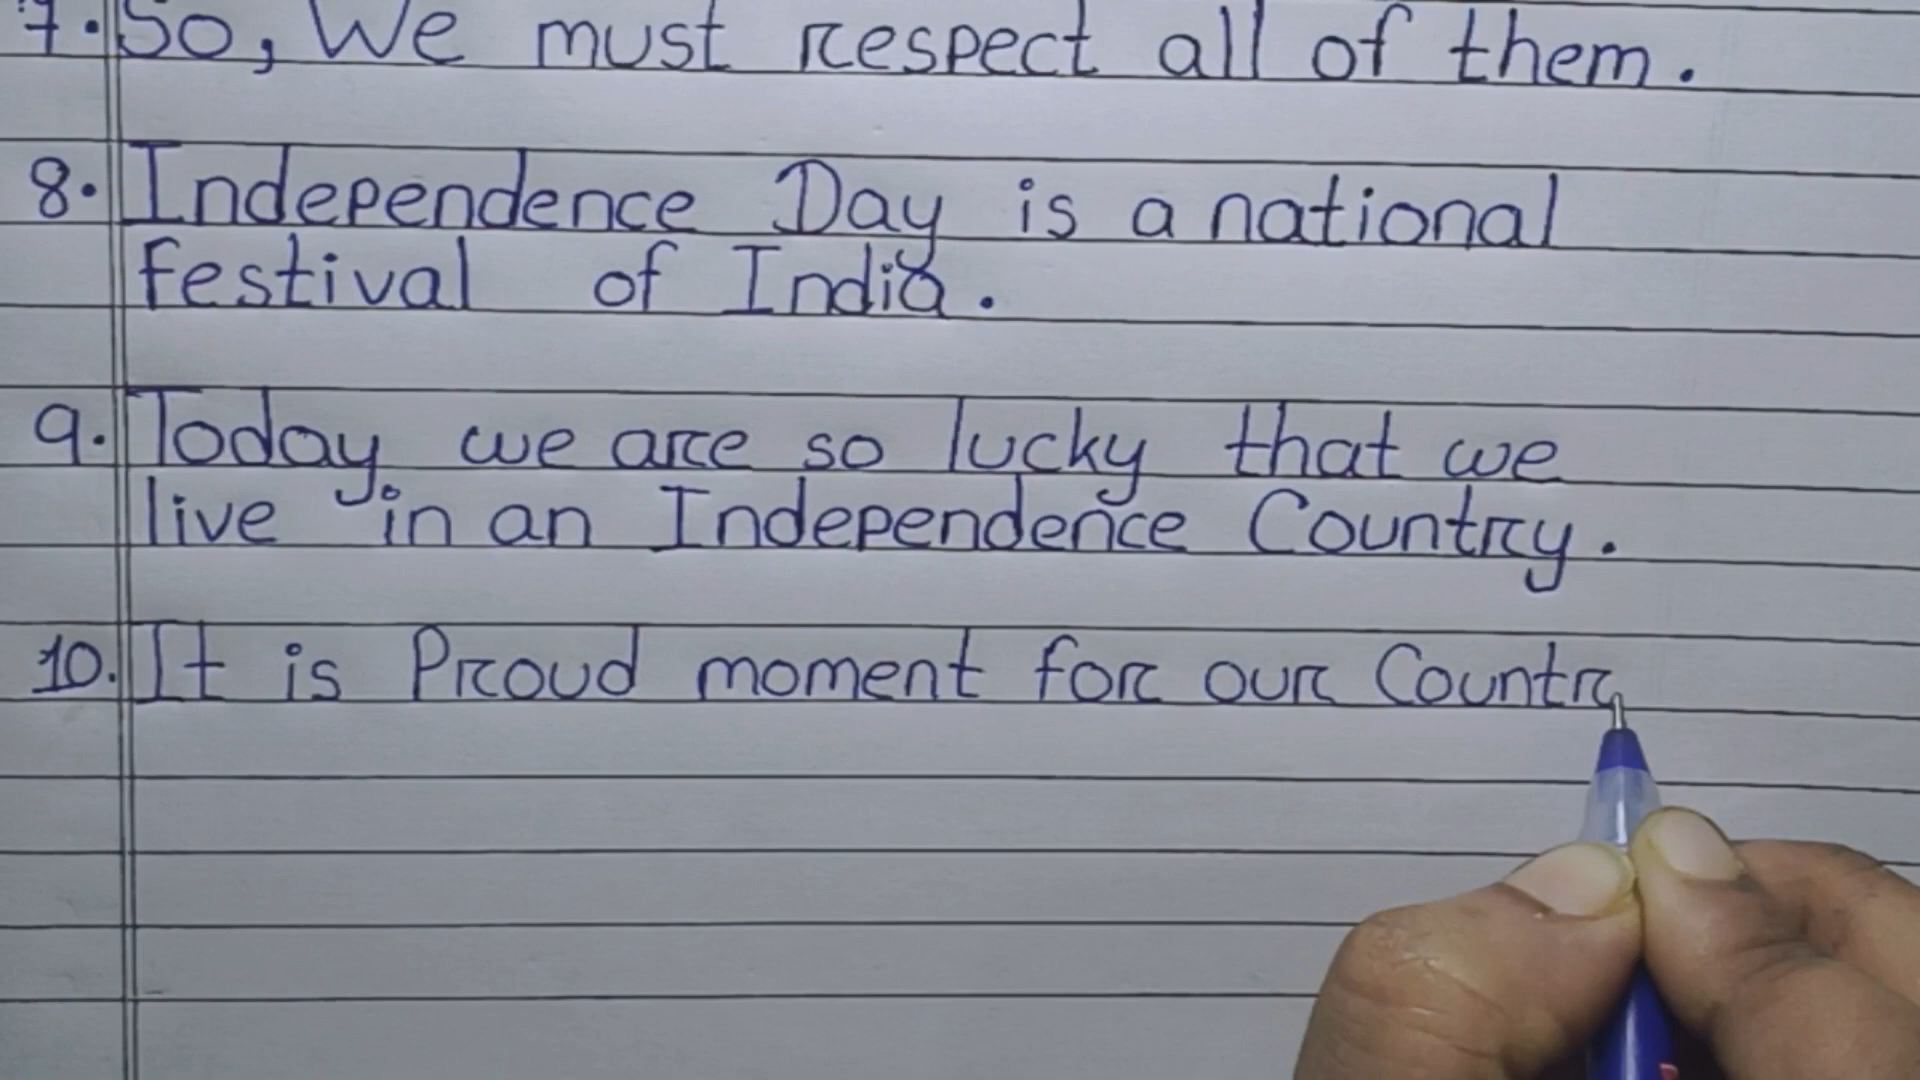 7. So, We must respect all of them.
8. Independence Day is a national
festival of India.
9. Today we are so lucky that we
live in an Independence Country.
10. It is Proud moment for our Countr